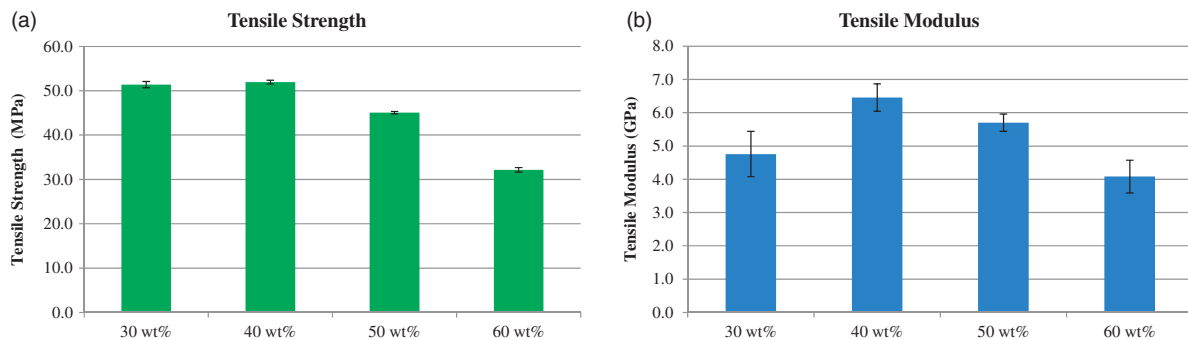 (a)
Tensile Strength
60.0
50.0
40.0
30.0
20.0
10.0
0.0
Tensile Strength (MPa)
30 wt%
40 wt%
50 wt%
60 wt%
(b)
Tensile Modulus
8.0
7.0
6.0
5.0
4.0
3.0
2.0
1.0
0.0
Tensile Modulus (GPa)
30 wt%
40 wt%
50 wt%
60 wt%